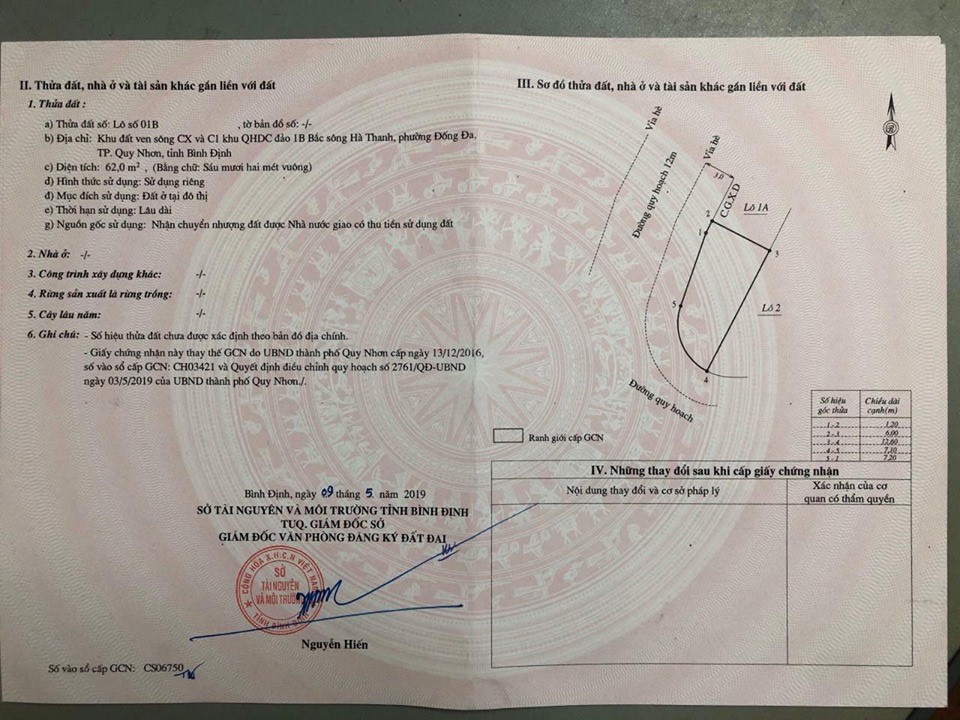 II. Thửa đất, nhà ở và tài sản khác gắn liền với đất
1. Thửa đất :
a) Thửa đất số: Lô số 01B , tờ bản đồ số: -/-
b) Địa chỉ: Khu đất ven sông CX và C1 khu QHDC đảo 1B Bắc sông Hà Thanh, phường Đống Đa,
TP. Quy Nhơn, tỉnh Bình Định
c) Diện tích: 62,0 m² , (Bằng chữ: Sáu mươi hai mét vuông)
d) Hình thức sử dụng: Sử dụng riêng
đ) Mục đích sử dụng: Đất ở tại đô thị
e) Thời hạn sử dụng: Lâu dài
g) Nguồn gốc sử dụng: Nhận chuyển nhượng đất được Nhà nước giao có thu tiền sử dụng đất
2. Nhà ở: -/-
3. Công trình xây dựng khác: -/-
4. Rừng sản xuất là rừng trồng: -/-
5. Cây lâu năm: -/-
6. Ghi chú: - Số hiệu thửa đất chưa được xác định theo bản đồ địa chính.
- Giấy chứng nhận này thay thế GCN do UBND thành phố Quy Nhơn cấp ngày 13/12/2016,
số vào sổ cấp GCN: CH03421 và Quyết định điều chỉnh quy hoạch số 2761/QĐ-UBND
ngày 03/5/2019 của UBND thành phố Quy Nhơn./.
Bình Định, ngày 09 tháng 5. năm 2019
SỞ TÀI NGUYÊN VÀ MÔI TRƯỜNG TỈNH BÌNH ĐỊNH
TUQ. GIÁM ĐỐC SỞ
GIÁM ĐỐC VĂN PHÒNG ĐĂNG KÝ ĐẤT ĐAI
CỘNG HÒA X.H.C.N VIỆT NAM
SỞ
TÀI NGUYÊN
VÀ MÔI TRƯỜNG
TỈNH BÌNH ĐỊNH
Nguyễn Hiến
Số vào sổ cấp GCN: CS06750
III. Sơ đồ thửa đất, nhà ở và tài sản khác gắn liền với đất
Vỉa hè
Đường quy hoạch 12m
Vỉa hè
3,0
C.G.X.D
Lô 1A
2
1
3
5
Lô 2
4
Đường quy hoạch
Ranh giới cấp GCN
Số hiệu góc thửa Chiều dài cạnh(m)
1 - 2 1,20
2 - 3 6,00
3 - 4 12,60
4 - 5 7,10
5 - 1 7,20
IV. Những thay đổi sau khi cấp giấy chứng nhận
Nội dung thay đổi và cơ sở pháp lý
Xác nhận của cơ
quan có thẩm quyền